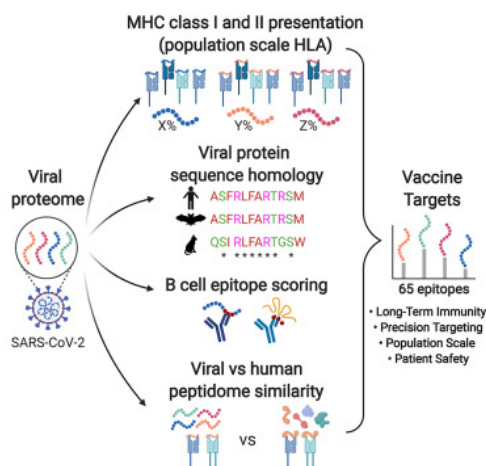 MHC class I and II presentation
(population scale HLA)
X%
Y%
Z%
Viral
proteome
SARS-CoV-2
Viral protein
sequence homology
ASFRLFARTRSM
ASFRLFARTRSM
QSI RLFARTGSW
* ****** *
B cell epitope scoring
Viral vs human
peptidome similarity
vs
Vaccine
Targets
65 epitopes
• Long-Term Immunity
• Precision Targeting
• Population Scale
• Patient Safety